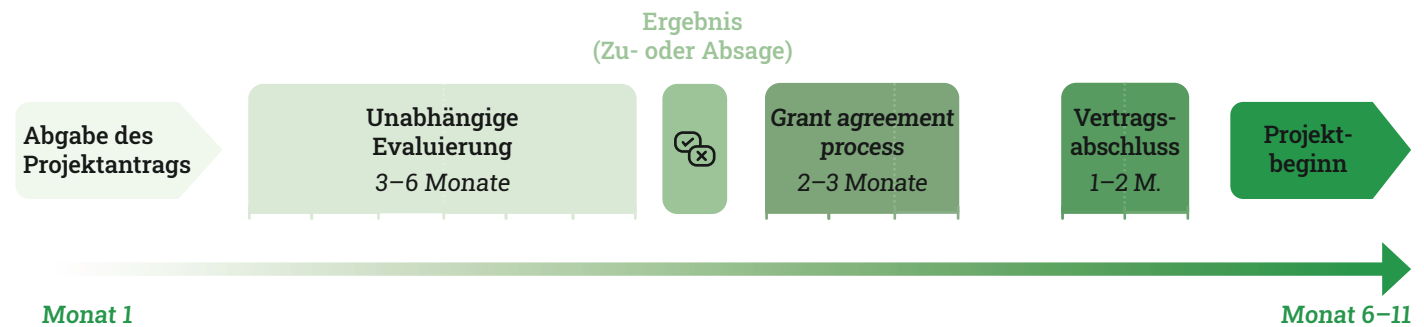 Ergebnis
(Zu- oder Absage)
Abgabe des
Projektantrags
Unabhängige
Evaluierung
3–6 Monate
Grant agreement
process
2–3 Monate
Vertrags-
abschluss
1–2 M.
Projekt-
beginn
Monat 1
Monat 6–11